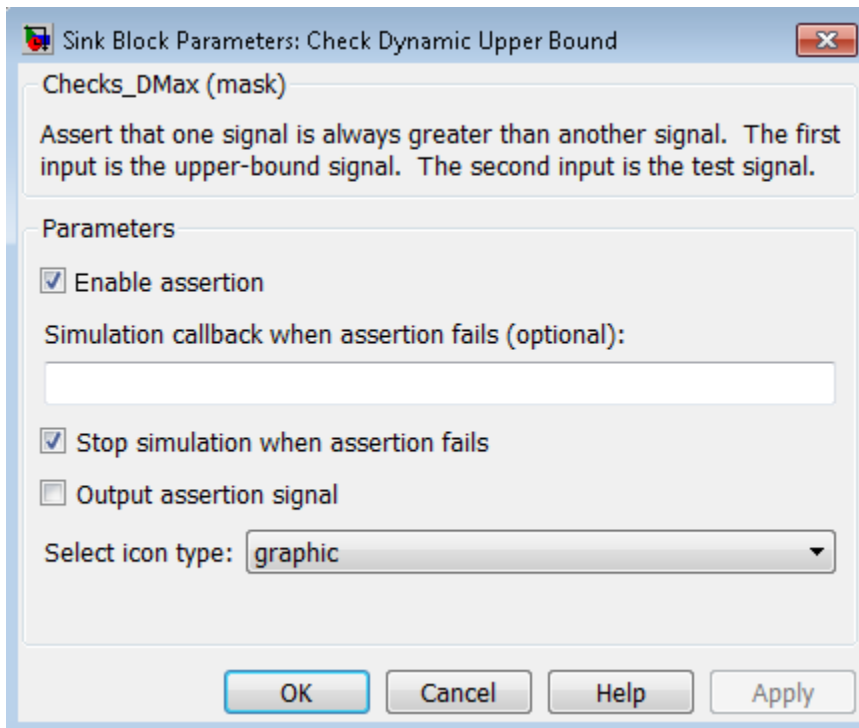 Sink Block Parameters: Check Dynamic Upper Bound
Checks_DMax (mask)
Assert that one signal is always greater than another signal.  The first
input is the upper-bound signal.  The second input is the test signal.
Parameters
Enable assertion
Simulation callback when assertion fails (optional):
Stop simulation when assertion fails
Output assertion signal
Select icon type: graphic
OK Cancel Help Apply